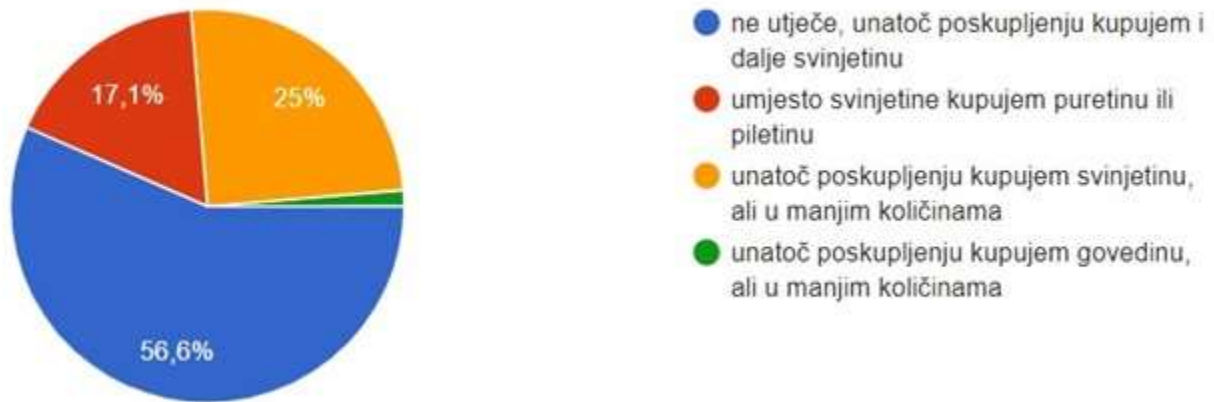 17,1%
25%
56,6%
ne utječe, unatoč poskupljenju kupujem i
dalje svinjetinu
umjesto svinjetine kupujem puretinu ili
piletinu
unatoč poskupljenju kupujem svinjetinu,
ali u manjim količinama
unatoč poskupljenju kupujem govedinu,
ali u manjim količinama